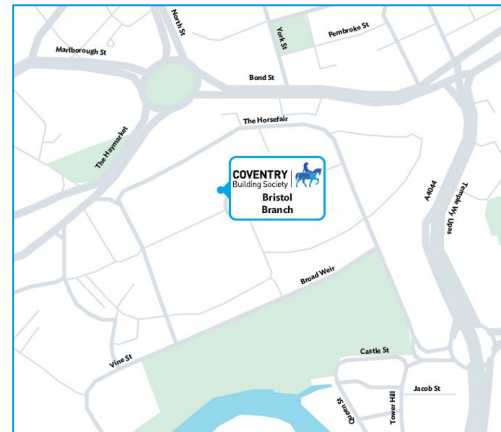 North St
York St
Pembroke St
Marlborough St
Bond St
The Horsefair
The Haymarket
COVENTRY
Building Society
Bristol
Branch
A4044
Temple Wy Upas
Broad Weir
Vine St
Castle St
Jacob St
Queen St
Tower Hill